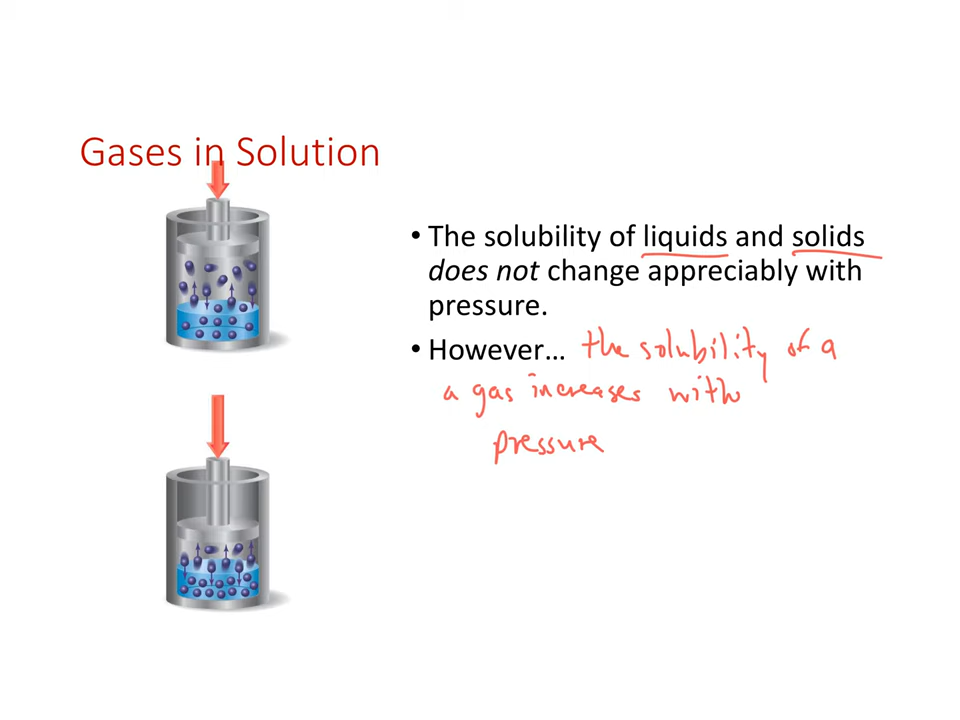 Gases in Solution
• The solubility of liquids and solids
does not change appreciably with
pressure.
• However... the solubility of a
a gas increases with
pressure